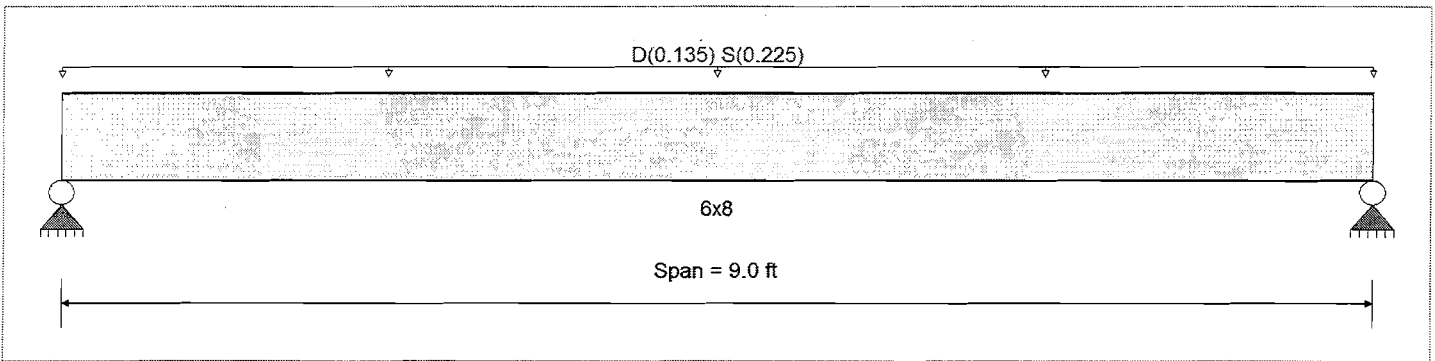 D(0.135) S(0.225)
6x8
Span = 9.0 ft